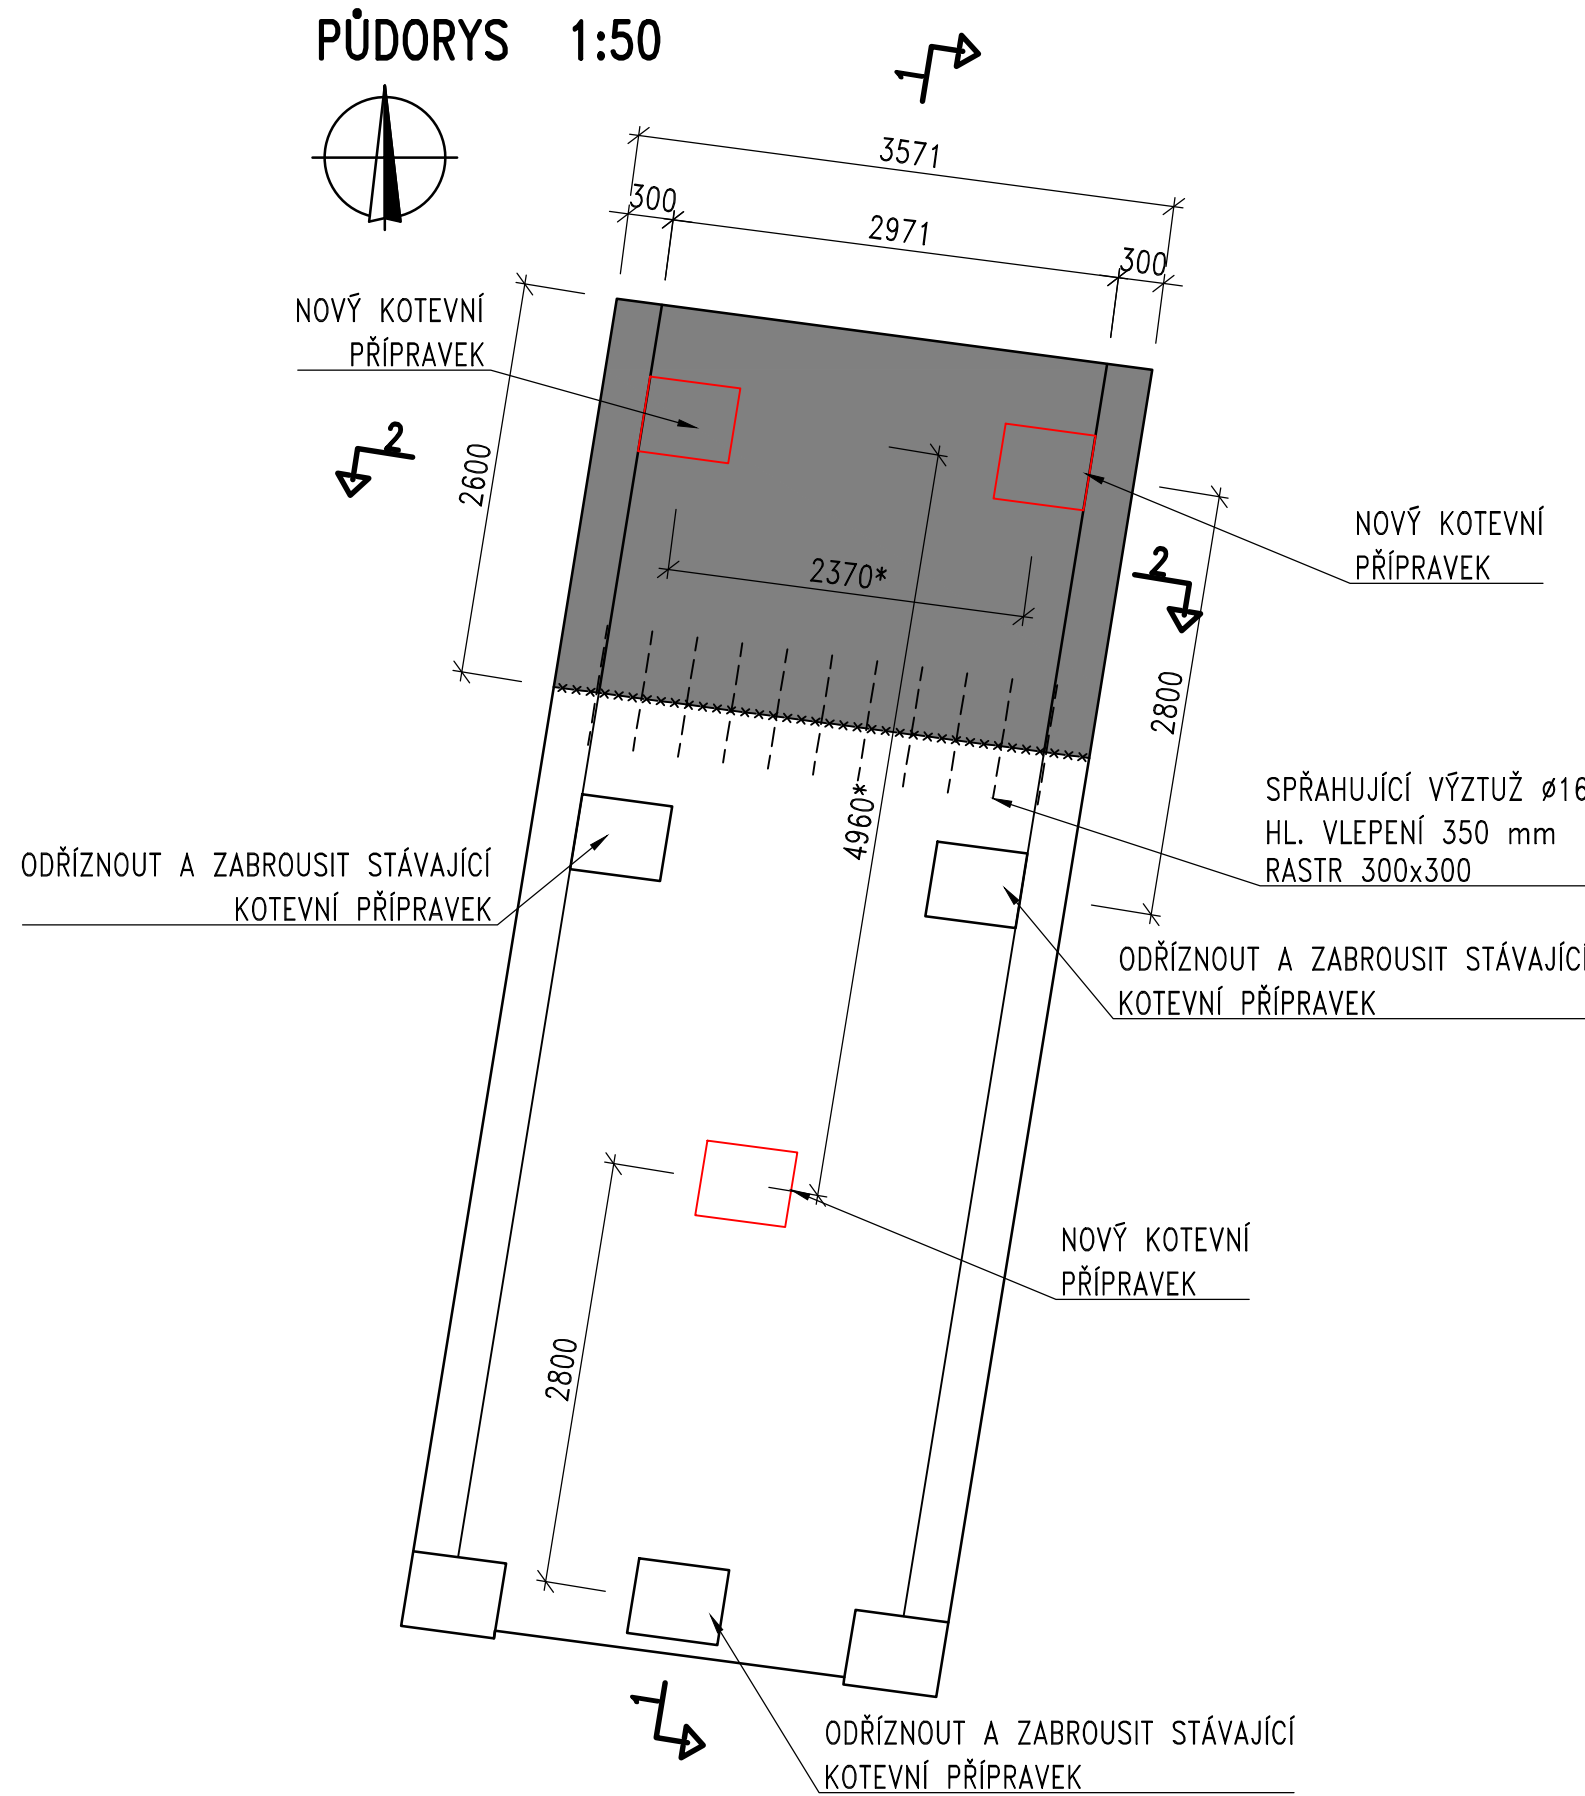 PŮDORYS 1:50
1
3571
300
2971
300
NOVÝ KOTEVNÍ
PŘÍPRAVEK
2
2600
NOVÝ KOTEVNÍ
PŘÍPRAVEK
2370*
2
2800
SPŘAHUJÍCÍ VÝZTUŽ ø16
HL. VLEPENÍ 350 mm
RASTR 300x300
4960*
ODŘÍZNOUT A ZABROUSIT STÁVAJÍCÍ
KOTEVNÍ PŘÍPRAVEK
ODŘÍZNOUT A ZABROUSIT STÁVAJÍCÍ
KOTEVNÍ PŘÍPRAVEK
NOVÝ KOTEVNÍ
PŘÍPRAVEK
2800
1
ODŘÍZNOUT A ZABROUSIT STÁVAJÍCÍ
KOTEVNÍ PŘÍPRAVEK